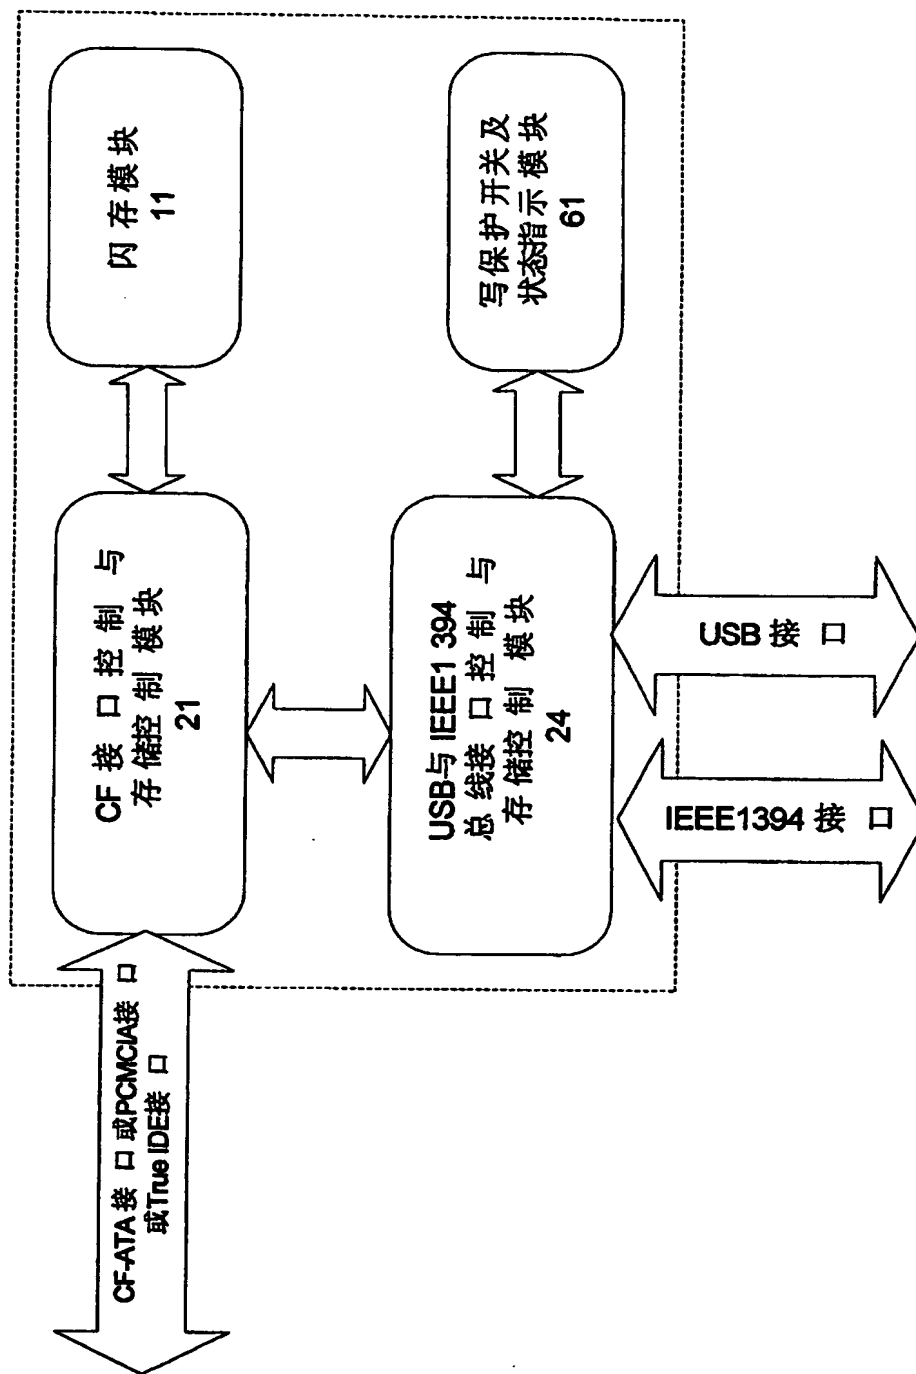 闪存模块
11
写保护开关及
状态指示模块
61
CF接口控制与
存储控制模块
21
USB与IEEE1394
总线接口控制与
存储控制模块
24
CF-ATA接口或PCMCIA接口
或True IDE接口
USB接口
IEEE1394接口